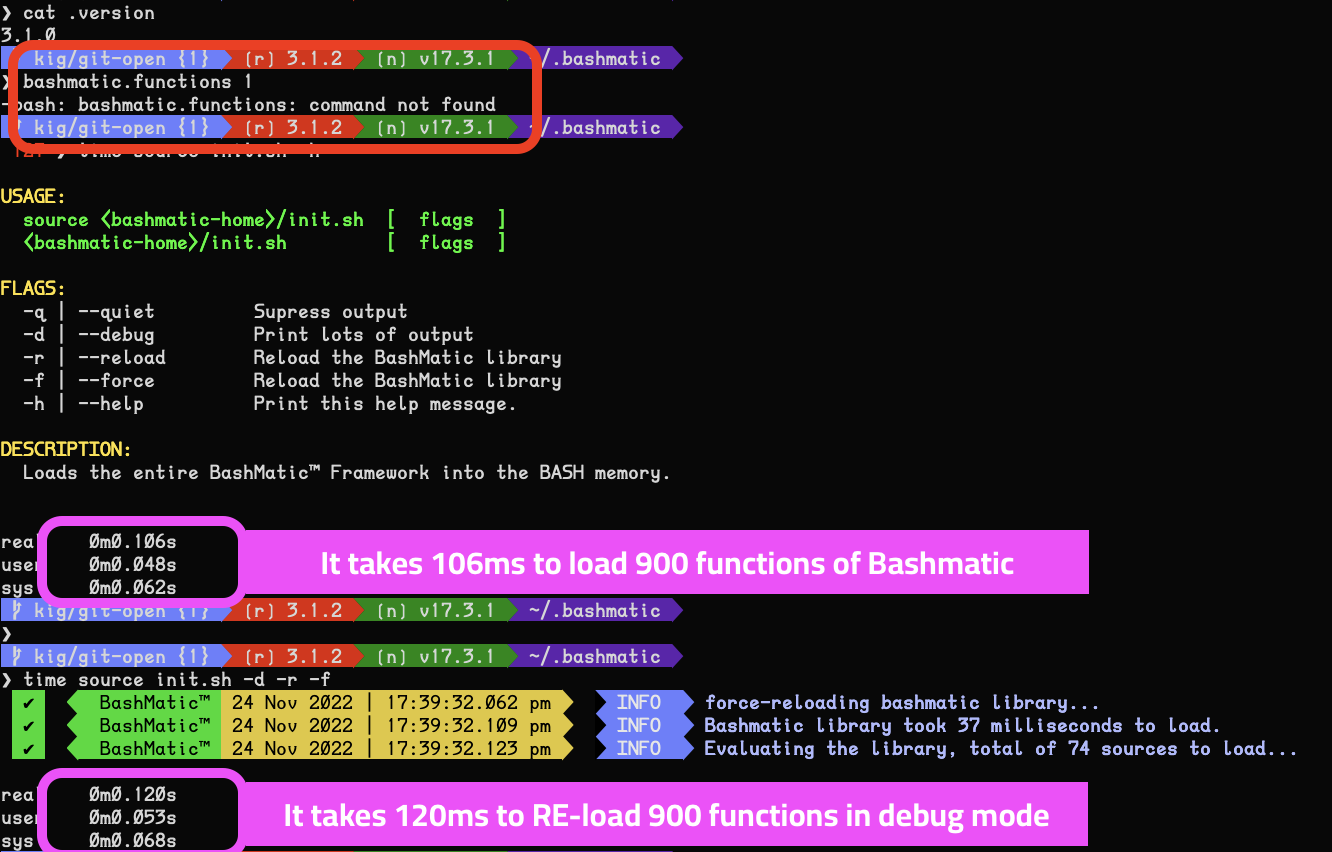 ❯ cat .version
3.1.0
kig/git-open {1} (r) 3.1.2 (n) v17.3.1 ~/.bashmatic
❯ bashmatic.functions 1
-bash: bashmatic.functions: command not found
kig/git-open {1} (r) 3.1.2 (n) v17.3.1 ~/.bashmatic
127 ❯ time source init.sh -h
USAGE:
source <bashmatic-home>/init.sh [ flags ]
<bashmatic-home>/init.sh [ flags ]
FLAGS:
-q | --quiet Supress output
-d | --debug Print lots of output
-r | --reload Reload the BashMatic library
-f | --force Reload the BashMatic library
-h | --help Print this help message.
DESCRIPTION:
Loads the entire BashMatic™ Framework into the BASH memory.
real 0m0.106s
user 0m0.048s
sys 0m0.062s
It takes 106ms to load 900 functions of Bashmatic
kig/git-open {1} (r) 3.1.2 (n) v17.3.1 ~/.bashmatic
❯
kig/git-open {1} (r) 3.1.2 (n) v17.3.1 ~/.bashmatic
❯ time source init.sh -d -r -f
✔ BashMatic™ 24 Nov 2022 | 17:39:32.062 pm INFO force-reloading bashmatic library...
✔ BashMatic™ 24 Nov 2022 | 17:39:32.109 pm INFO Bashmatic library took 37 milliseconds to load.
✔ BashMatic™ 24 Nov 2022 | 17:39:32.123 pm INFO Evaluating the library, total of 74 sources to load...
real 0m0.120s
user 0m0.053s
sys 0m0.068s
It takes 120ms to RE-load 900 functions in debug mode